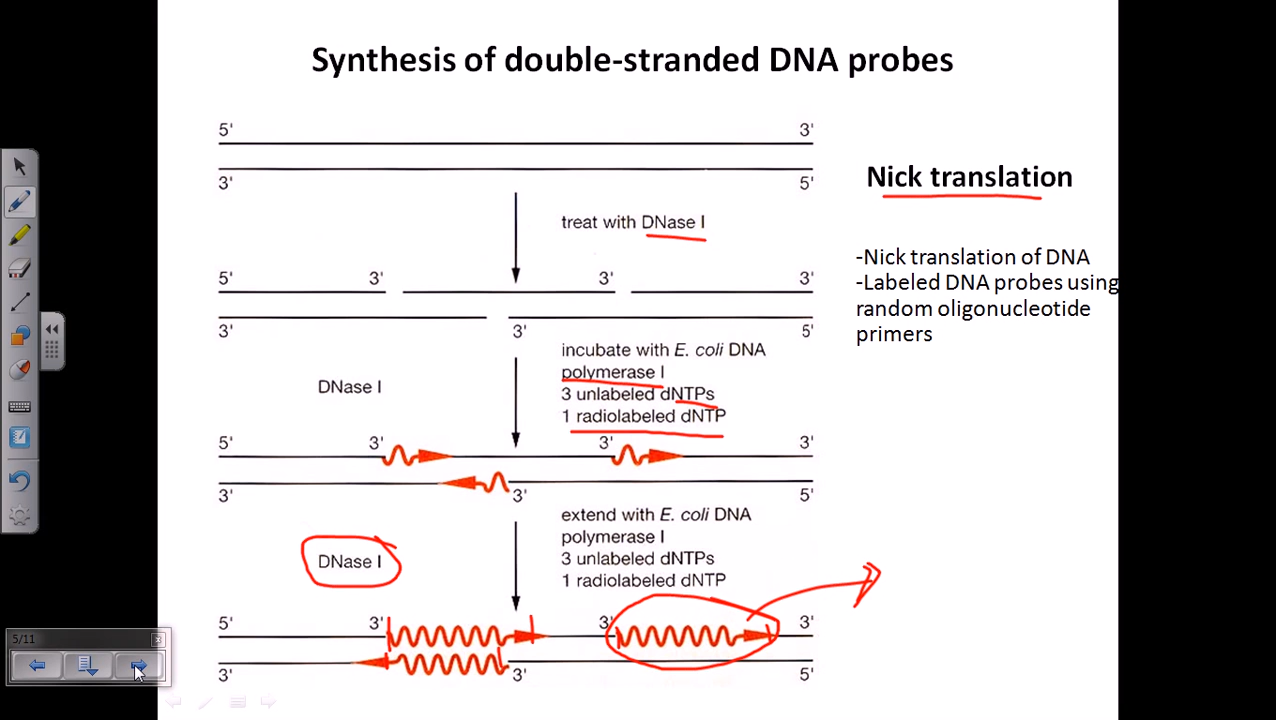 Synthesis of double-stranded DNA probes
5' 3'
3' 5'
Nick translation
treat with DNase I
-Nick translation of DNA
-Labeled DNA probes using
random oligonucleotide
primers
5' 3' 3' 3'
3' 3' 5'
incubate with E. coli DNA
polymerase I
DNase I
3 unlabeled dNTPs
1 radiolabeled dNTP
5' 3' 3' 3'
3' 3' 5'
extend with E. coli DNA
polymerase I
DNase I
3 unlabeled dNTPs
1 radiolabeled dNTP
5' 3' 3' 3'
3' 3' 5'
5/11